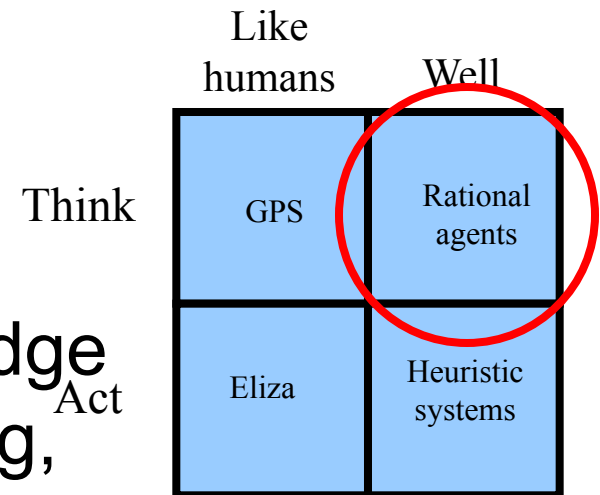 Like
humans
Well
Think
GPS
Rational
agents
dge
Act
g,
Eliza
Heuristic
systems